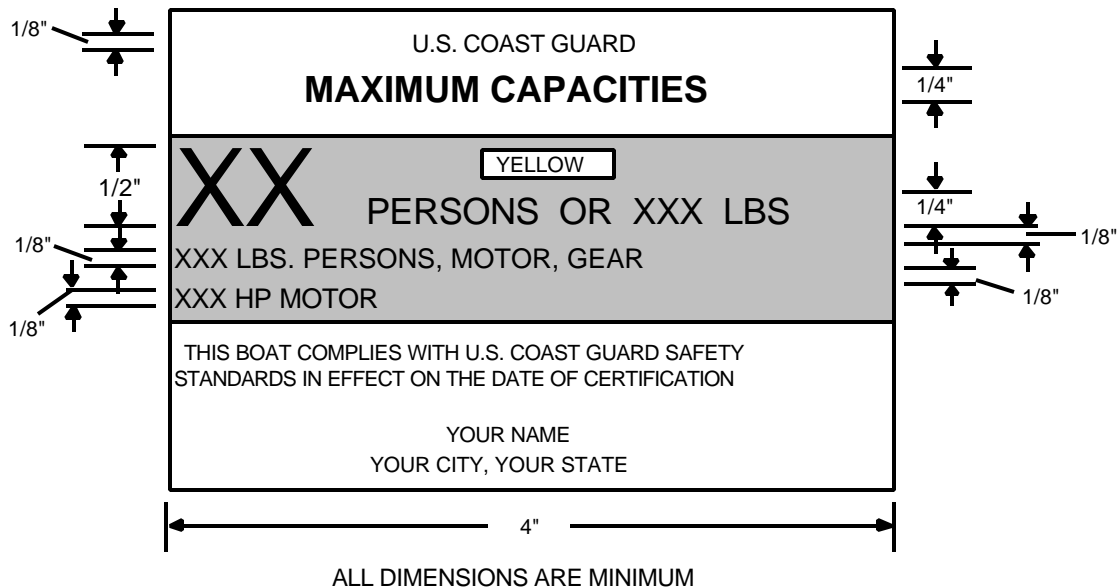 1/8"
U.S. COAST GUARD
MAXIMUM CAPACITIES
1/4"
XX
YELLOW
1/2"
1/4"
PERSONS OR XXX LBS
1/8"
1/8"
XXX LBS. PERSONS, MOTOR, GEAR
XXX HP MOTOR
1/8"
1/8"
THIS BOAT COMPLIES WITH U.S. COAST GUARD SAFETY
STANDARDS IN EFFECT ON THE DATE OF CERTIFICATION
YOUR NAME
YOUR CITY, YOUR STATE
4"
ALL DIMENSIONS ARE MINIMUM